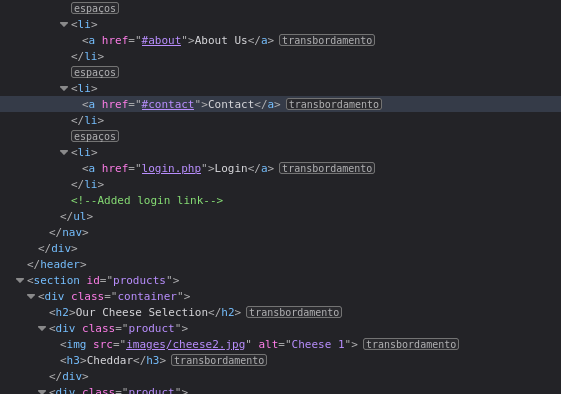 espaços
<li>
<a href="#about">About Us</a> transbordamento
</li>
espaços
<li>
<a href="#contact">Contact</a> transbordamento
</li>
espaços
<li>
<a href="login.php">Login</a> transbordamento
</li>
<!--Added login link-->
</ul>
</nav>
</div>
</header>
<section id="products">
<div class="container">
<h2>Our Cheese Selection</h2> transbordamento
<div class="product">
<img src="images/cheese2.jpg" alt="Cheese 1"> transbordamento
<h3>Cheddar</h3> transbordamento
</div>
<div class="product">